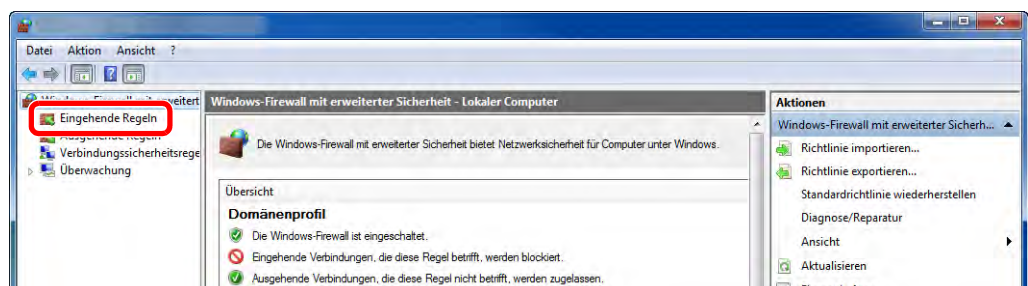 Datei Aktion Ansicht ?
Eingehende Regeln
Ausgehende Regeln
Verbindungssicherheitsrege
Überwachung
Windows-Firewall mit erweiterter Sicherheit - Lokaler Computer
Die Windows-Firewall mit erweiterter Sicherheit bietet Netzwerksicherheit für Computer unter Windows.
Übersicht
Domänenprofil
Die Windows-Firewall ist eingeschaltet.
Eingehende Verbindungen, die diese Regel betrifft, werden blockiert.
Ausgehende Verbindungen, die diese Regel nicht betrifft, werden zugelassen.
Aktionen
Windows-Firewall mit erweiterter Sicherh...
Richtlinie importieren...
Richtlinie exportieren...
Standardrichtlinie wiederherstellen
Diagnose/Reparatur
Ansicht
Aktualisieren